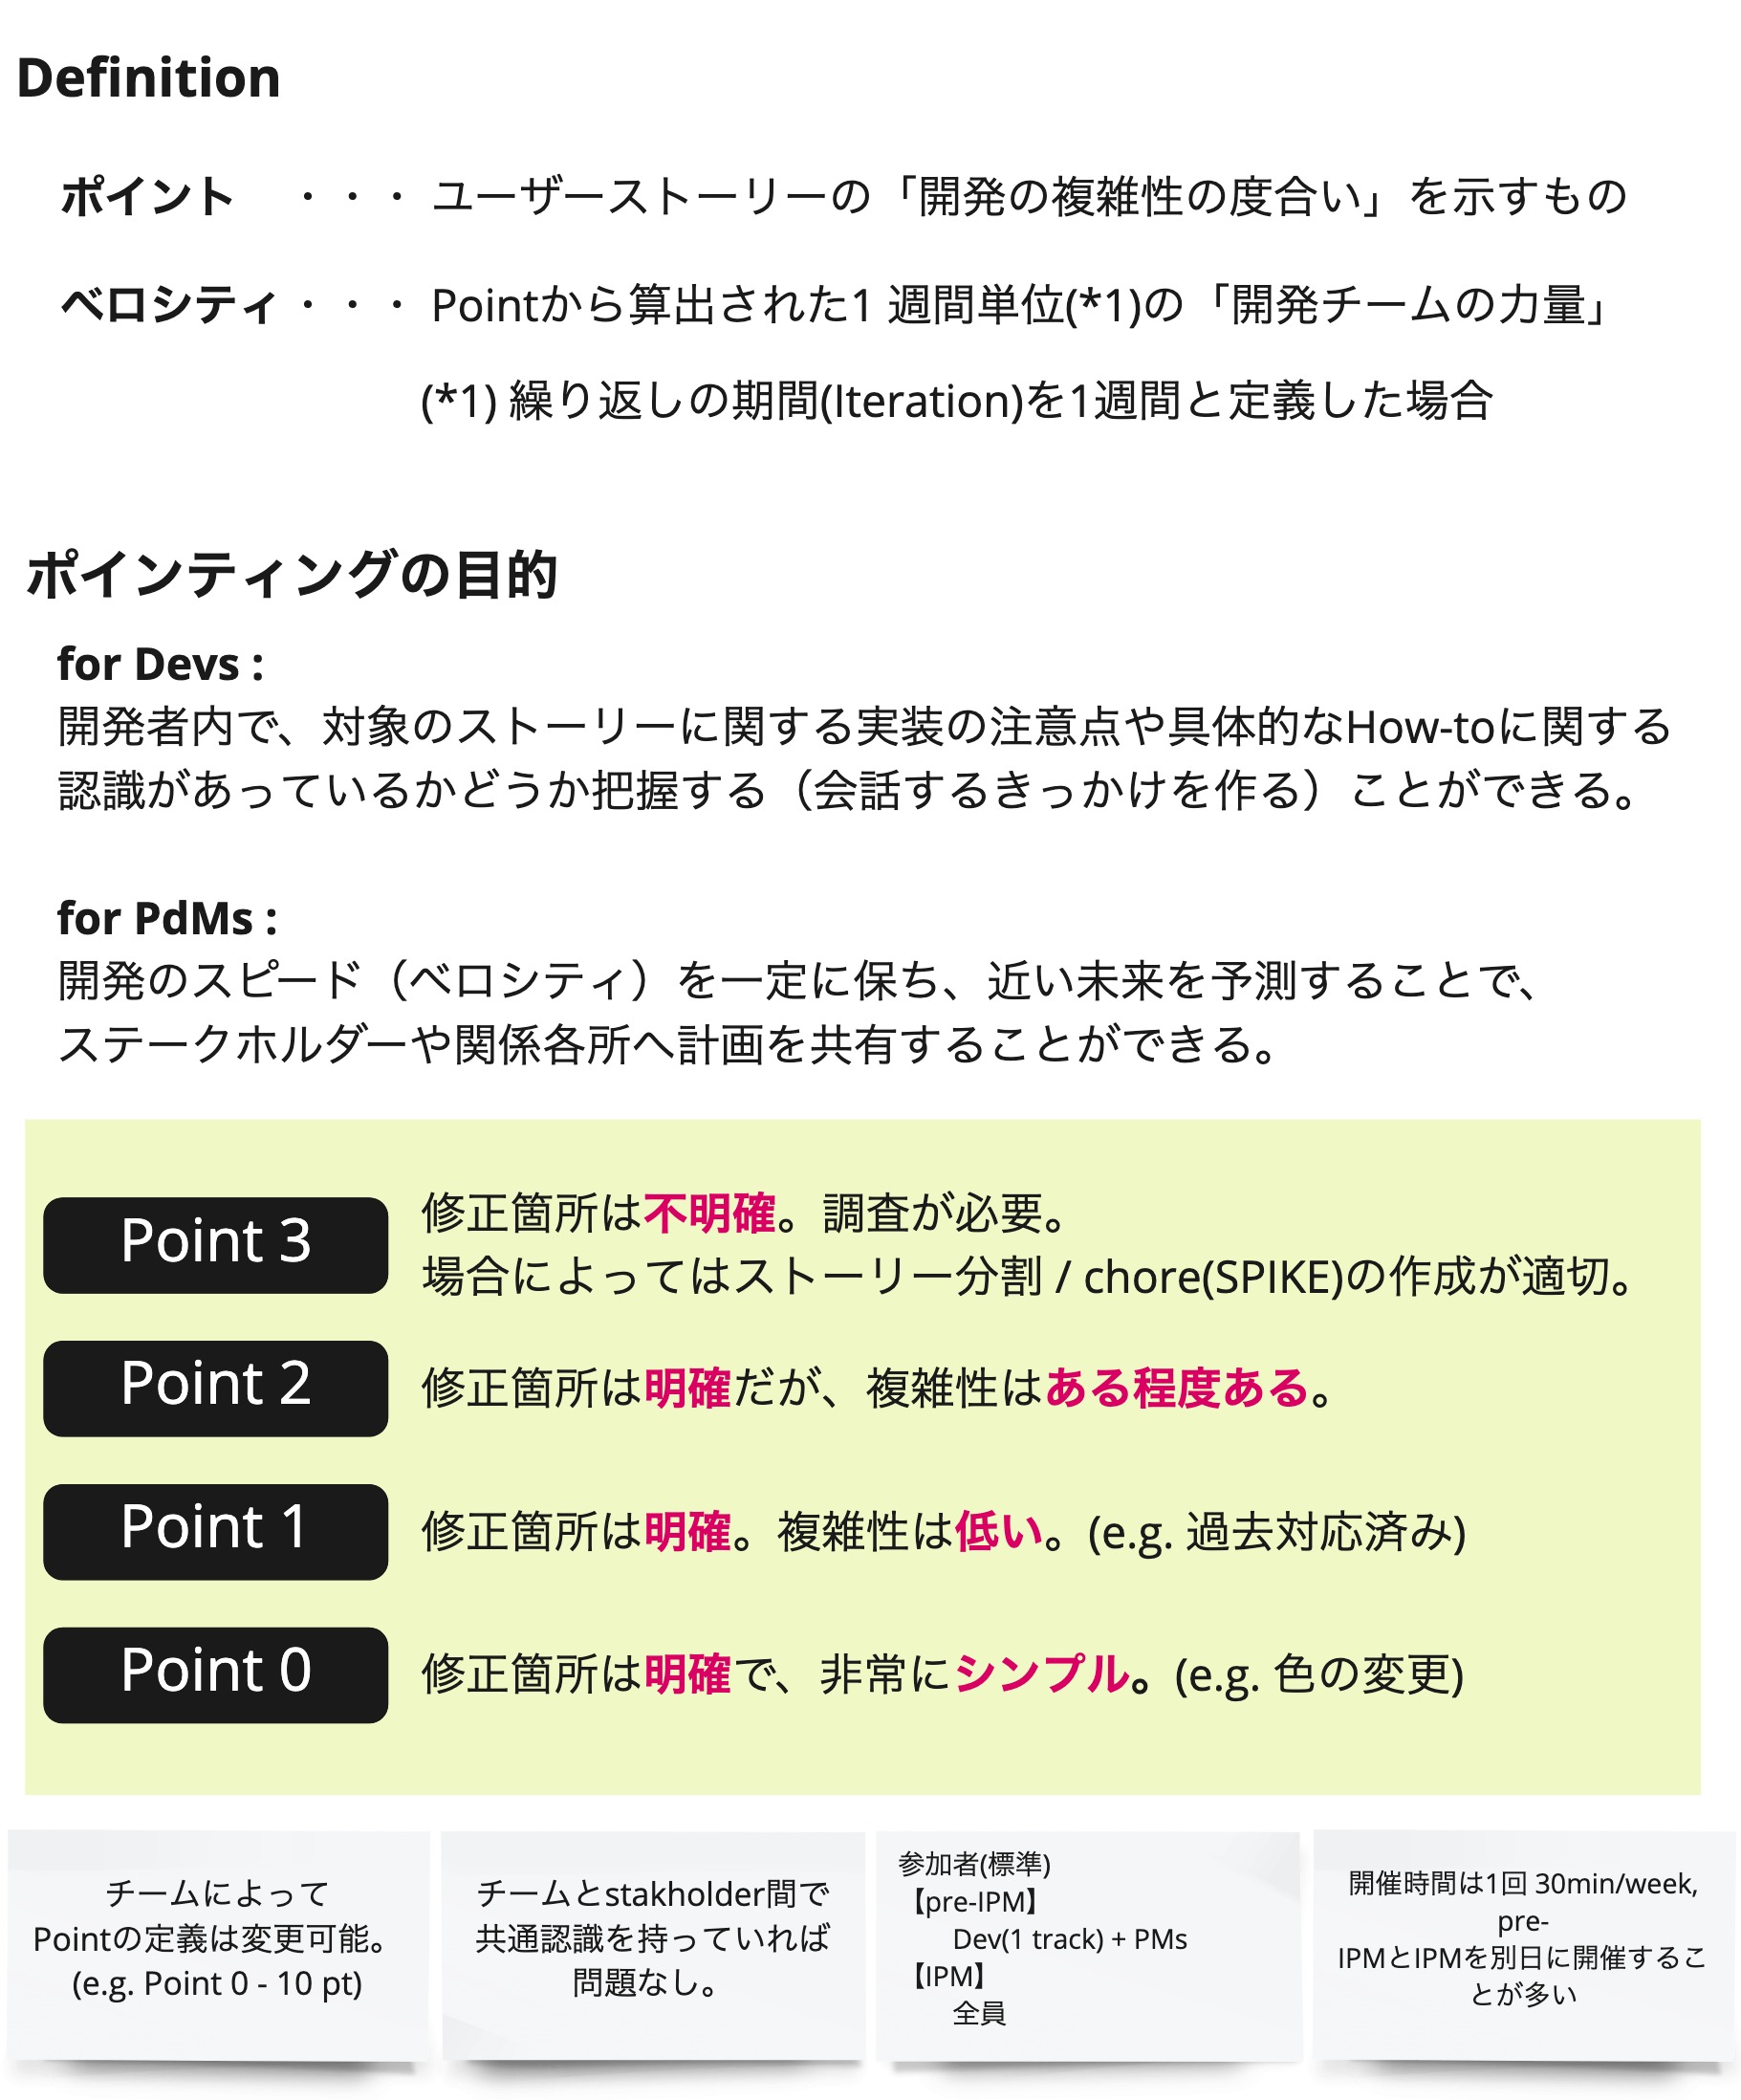 Definition
ポイント ・・・ ユーザーストーリーの「開発の複雑性の度合い」を示すもの
ベロシティ・・・ Pointから算出された1 週間単位(*1)の「開発チームの力量」
(*1) 繰り返しの期間(Iteration)を1週間と定義した場合
ポインティングの目的
for Devs :
開発者内で、対象のストーリーに関する実装の注意点や具体的なHow-toに関する
認識があっているかどうか把握する（会話するきっかけを作る）ことができる。
for PdMs :
開発のスピード（ベロシティ）を一定に保ち、近い未来を予測することで、
ステークホルダーや関係各所へ計画を共有することができる。
Point 3
修正箇所は不明確。調査が必要。
場合によってはストーリー分割 / chore(SPIKE)の作成が適切。
Point 2
修正箇所は明確だが、複雑性はある程度ある。
Point 1
修正箇所は明確。複雑性は低い。(e.g. 過去対応済み)
Point 0
修正箇所は明確で、非常にシンプル。(e.g. 色の変更)
チームによって
Pointの定義は変更可能。
(e.g. Point 0 - 10 pt)
チームとstakholder間で
共通認識を持っていれば
問題なし。
参加者(標準)
【pre-IPM】
Dev(1 track) + PMs
【IPM】
全員
開催時間は1回 30min/week,
pre-
IPMとIPMを別日に開催するこ
とが多い